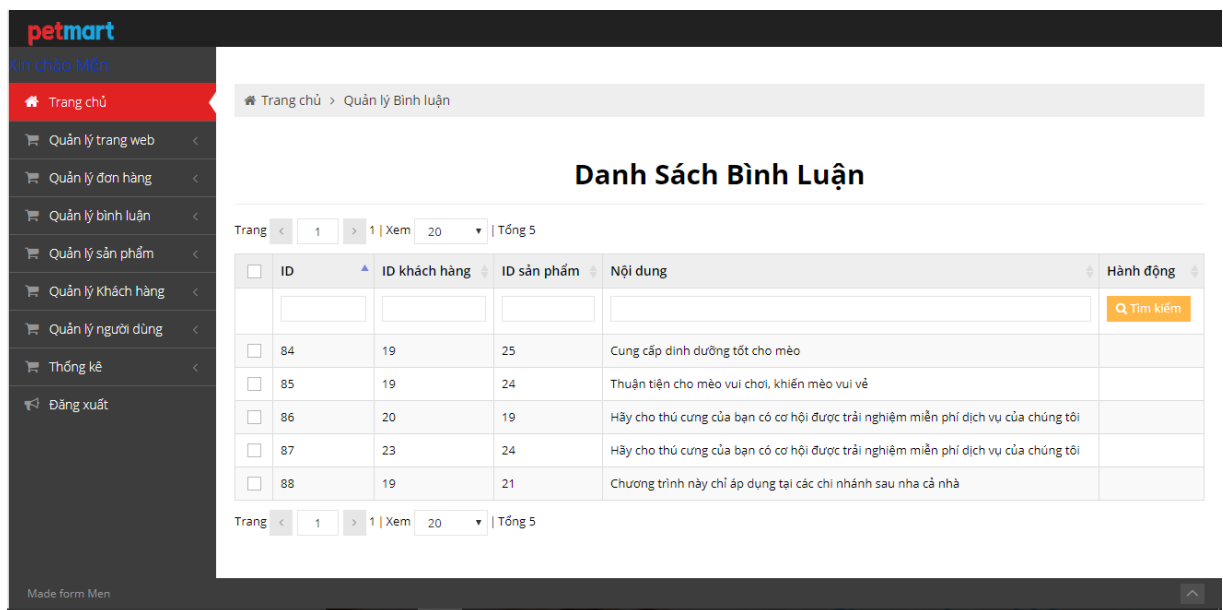 petmart
Xin chào Mến
Trang chủ
Quản lý trang web
Quản lý đơn hàng
Quản lý bình luận
Quản lý sản phẩm
Quản lý Khách hàng
Quản lý người dùng
Thống kê
Đăng xuất
Trang chủ > Quản lý Bình luận
Danh Sách Bình Luận
Trang < 1 > 1 | Xem 20 | Tổng 5
ID ID khách hàng ID sản phẩm Nội dung Hành động
Tìm kiếm
84 19 25 Cung cấp dinh dưỡng tốt cho mèo
85 19 24 Thuận tiện cho mèo vui chơi, khiến mèo vui vẻ
86 20 19 Hãy cho thú cưng của bạn có cơ hội được trải nghiệm miễn phí dịch vụ của chúng tôi
87 23 24 Hãy cho thú cưng của bạn có cơ hội được trải nghiệm miễn phí dịch vụ của chúng tôi
88 19 21 Chương trình này chỉ áp dụng tại các chi nhánh sau nha cả nhà
Trang < 1 > 1 | Xem 20 | Tổng 5
Made form Men